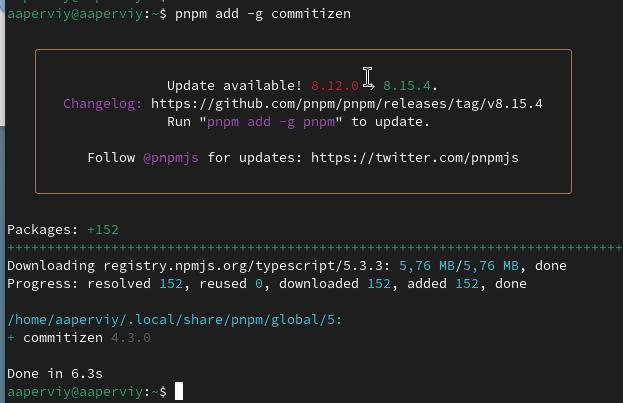 aaperviy@aaperviy:~$ pnpm add -g commitizen
Update available! 8.12.0 → 8.15.4.
Changelog: https://github.com/pnpm/pnpm/releases/tag/v8.15.4
Run "pnpm add -g pnpm" to update.
Follow @pnpmjs for updates: https://twitter.com/pnpmjs
Packages: +152
+++++++++++++++++++++++++++++++++++++++++++++++++++++++++++++++++++++++++++++
Downloading registry.npmjs.org/typescript/5.3.3: 5,76 MB/5,76 MB, done
Progress: resolved 152, reused 0, downloaded 152, added 152, done
/home/aaperviy/.local/share/pnpm/global/5:
+ commitizen 4.3.0
Done in 6.3s
aaperviy@aaperviy:~$